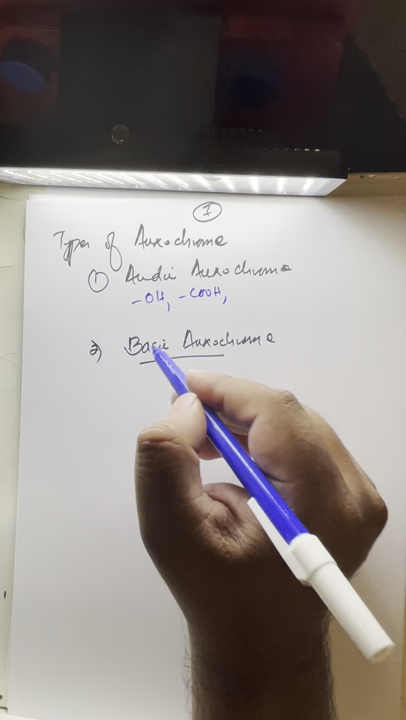 1
Types of Auxochrome
1) Acidic Auxochrome
-OH, -COOH,
2) Basic Auxochrome